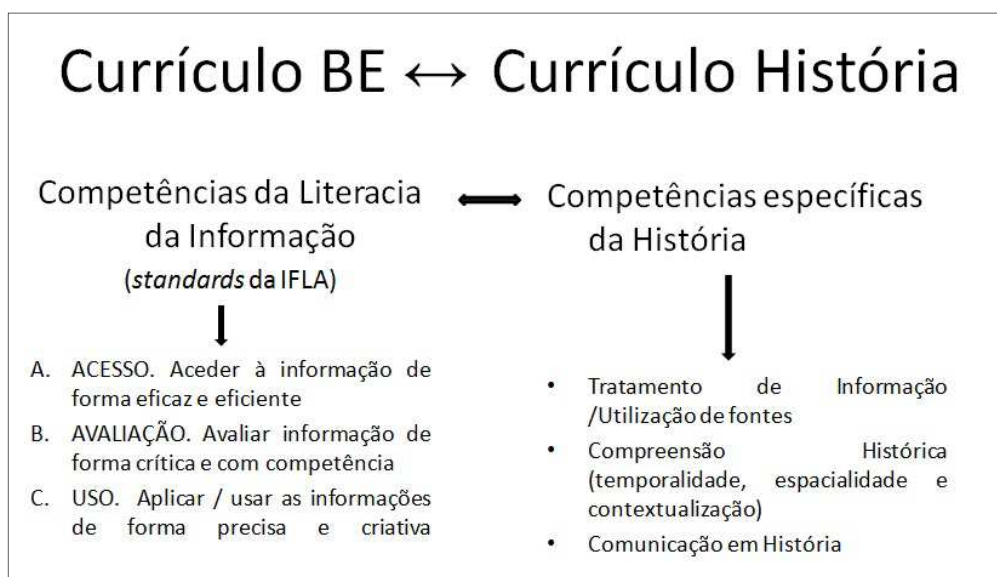 Currículo BE ↔ Currículo História
Competências da Literacia
da Informação
(standards da IFLA)
A. ACESSO. Aceder à informação de
forma eficaz e eficiente
B. AVALIAÇÃO. Avaliar informação de
forma crítica e com competência
C. USO. Aplicar / usar as informações
de forma precisa e criativa
Competências específicas
da História
• Tratamento de Informação
/Utilização de fontes
• Compreensão Histórica
(temporalidade, espacialidade e
contextualização)
• Comunicação em História